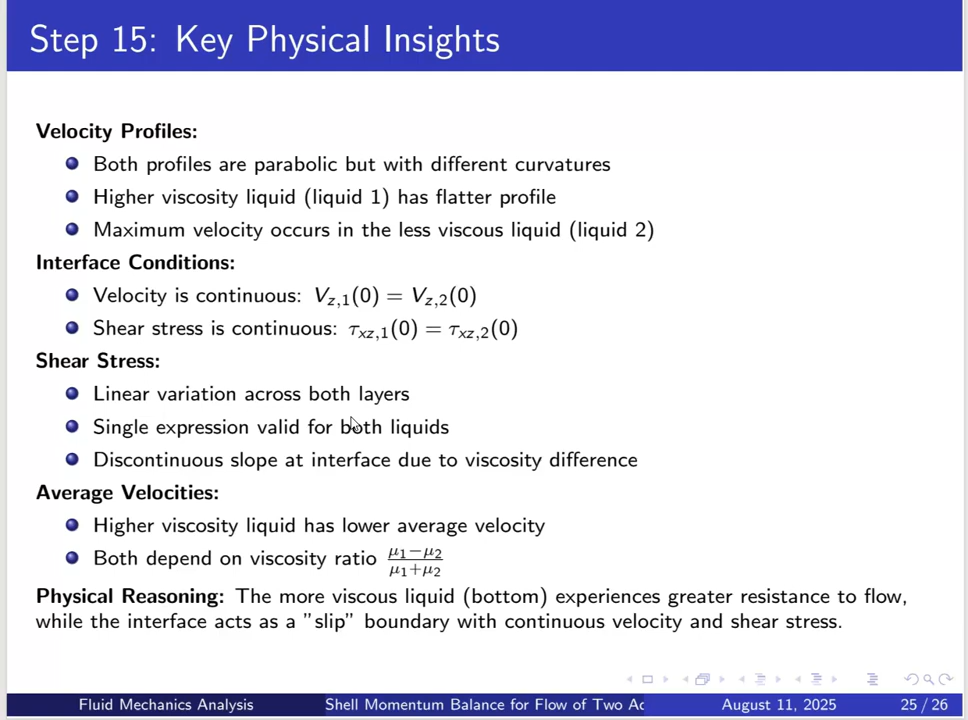 Step 15: Key Physical Insights
Velocity Profiles:
Both profiles are parabolic but with different curvatures
Higher viscosity liquid (liquid 1) has flatter profile
Maximum velocity occurs in the less viscous liquid (liquid 2)
Interface Conditions:
Velocity is continuous: V_{z,1}(0) = V_{z,2}(0)
Shear stress is continuous: τ_{xz,1}(0) = τ_{xz,2}(0)
Shear Stress:
Linear variation across both layers
Single expression valid for both liquids
Discontinuous slope at interface due to viscosity difference
Average Velocities:
Higher viscosity liquid has lower average velocity
Both depend on viscosity ratio \frac{μ_1−μ_2}{μ_1+μ_2}
Physical Reasoning: The more viscous liquid (bottom) experiences greater resistance to flow,
while the interface acts as a ”slip” boundary with continuous velocity and shear stress.
Fluid Mechanics Analysis Shell Momentum Balance for Flow of Two Ad August 11, 2025 25 / 26